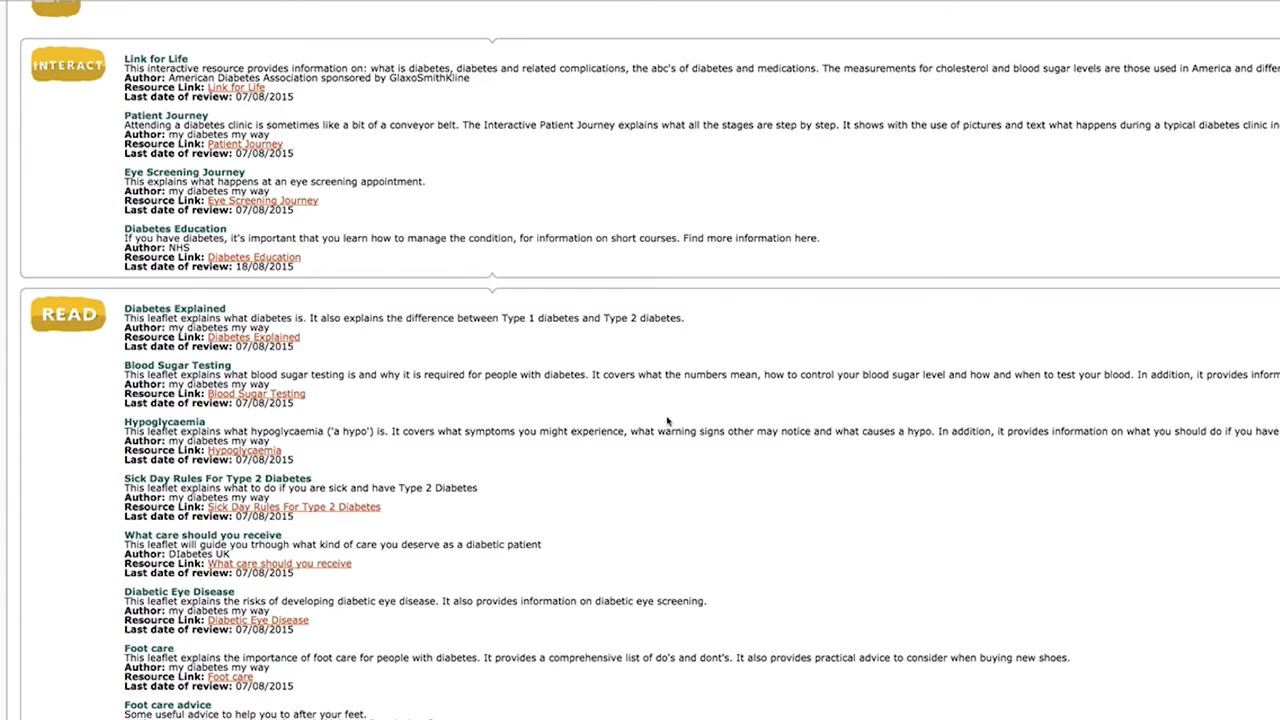 INTERACT
Link for Life
This interactive resource provides information on: what is diabetes, diabetes and related complications, the abc's of diabetes and medications. The measurements for cholesterol and blood sugar levels are those used in America and
Author: American Diabetes Association sponsored by GlaxoSmithKline
Resource Link: Link for Life
Last date of review: 07/08/2015
Patient Journey
Attending a diabetes clinic is sometimes like a bit of a conveyor belt. The Interactive Patient Journey explains what all the stages are step by step. It shows with the use of pictures and text what happens during a typical diabetes clinic
Author: my diabetes my way
Resource Link: Patient Journey
Last date of review: 07/08/2015
Eye Screening Journey
This explains what happens at an eye screening appointment.
Author: my diabetes my way
Resource Link: Eye Screening Journey
Last date of review: 07/08/2015
Diabetes Education
If you have diabetes, it's important that you learn how to manage the condition, for information on short courses. Find more information here.
Author: NHS
Resource Link: Diabetes Education
Last date of review: 18/08/2015
READ
Diabetes Explained
This leaflet explains what diabetes is. It also explains the difference between Type 1 diabetes and Type 2 diabetes.
Author: my diabetes my way
Resource Link: Diabetes Explained
Last date of review: 07/08/2015
Blood Sugar Testing
This leaflet explains what blood sugar testing is and why it is required for people with diabetes. It covers what the numbers mean, how to control your blood sugar level and how and when to test your blood. In addition, it provides
Author: my diabetes my way
Resource Link: Blood Sugar Testing
Last date of review: 07/08/2015
Hypoglycaemia
This leaflet explains what hypoglycaemia ('a hypo') is. It covers what symptoms you might experience, what warning signs other may notice and what causes a hypo. In addition, it provides information on what you should do if you have
Author: my diabetes my way
Resource Link: Hypoglycaemia
Last date of review: 07/08/2015
Sick Day Rules For Type 2 Diabetes
This leaflet explains what to do if you are sick and have Type 2 Diabetes
Author: my diabetes my way
Resource Link: Sick Day Rules For Type 2 Diabetes
Last date of review: 07/08/2015
What care should you receive
This leaflet will guide you trhough what kind of care you deserve as a diabetic patient
Author: DIabetes UK
Resource Link: What care should you receive
Last date of review: 07/08/2015
Diabetic Eye Disease
This leaflet explains the risks of developing diabetic eye disease. It also provides information on diabetic eye screening.
Author: my diabetes my way
Resource Link: Diabetic Eye Disease
Last date of review: 07/08/2015
Foot care
This leaflet explains the importance of foot care for people with diabetes. It provides a comprehensive list of do's and dont's. It also provides practical advice to consider when buying new shoes.
Author: my diabetes my way
Resource Link: Foot care
Last date of review: 07/08/2015
Foot care advice
Some useful advice to help you to after your feet.